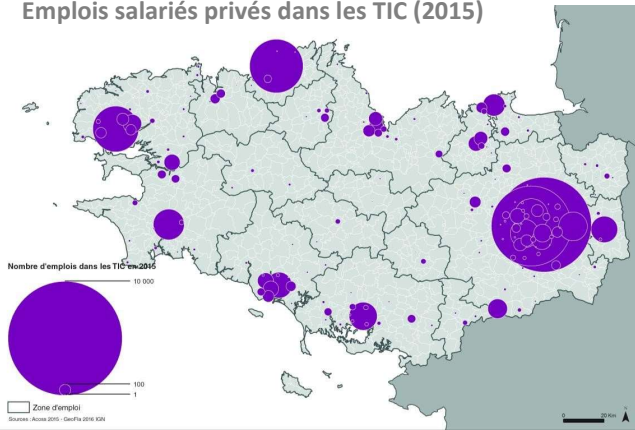 Emplois salariés privés dans les TIC (2015)
Nombre d'emplois dans les TIC en 2015
10 000
100
1
Zone d'emploi
Sources : Acoss 2015 - GeoFla 2016 IGN
N
0 20 Km